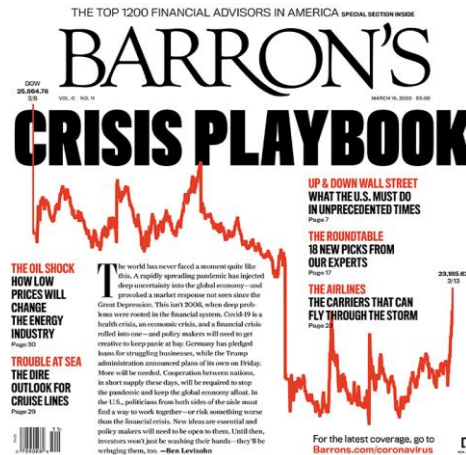 THE TOP 1200 FINANCIAL ADVISORS IN AMERICA SPECIAL SECTION INSIDE
BARRON'S
DOW
25,864.78
3/6
VOL. C NO. 11
MARCH 16, 2020 $5.00
CRISIS PLAYBOOK
UP & DOWN WALL STREET
WHAT THE U.S. MUST DO
IN UNPRECEDENTED TIMES
Page 7
THE ROUNDTABLE
18 NEW PICKS FROM
OUR EXPERTS
Page 17
THE AIRLINES
THE CARRIERS THAT CAN
FLY THROUGH THE STORM
Page
23,185.62
3/13
THE OIL SHOCK
HOW LOW
PRICES WILL
CHANGE
THE ENERGY
INDUSTRY
Page 30
TROUBLE AT SEA
THE DIRE
OUTLOOK FOR
CRUISE LINES
Page 29
The world has never faced a moment quite like
this. A rapidly spreading pandemic has injected
deep uncertainty into the global economy—and
provoked a market response not seen since the
Great Depression. This isn't 2008, when deep prob-
lems were rooted in the financial system. Covid-19 is a
health crisis, an economic crisis, and a financial crisis
rolled into one—and policy makers will need to get
creative to keep panic at bay. Germany has pledged
loans for struggling businesses, while the Trump
administration announced plans of its own on Friday.
More will be needed. Cooperation between nations,
in short supply these days, will be required to stop
the pandemic and keep the global economy afloat. In
the U.S., politicians from both sides of the aisle must
find a way to work together—or risk something worse
than the financial crisis. New ideas are essential and
policy makers will need to be open to them. Until then,
investors won't just be washing their hands—they'll be
wringing them, too. —Ben Levisohn
For the latest coverage, go to
Barrons.com/coronavirus